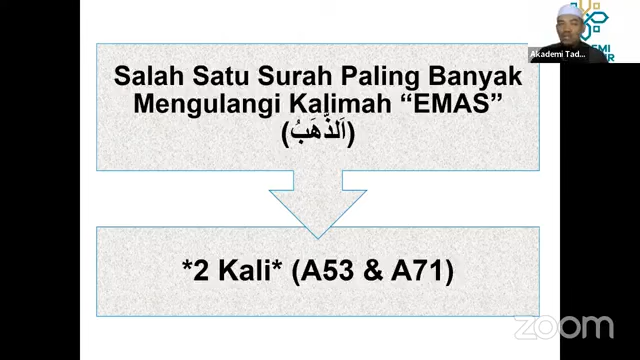 Salah Satu Surah Paling Banyak
Mengulangi Kalimah “EMAS”
(اَلذَّهَبُ)
*2 Kali* (A53 & A71)
Akademi Tad...
zoom